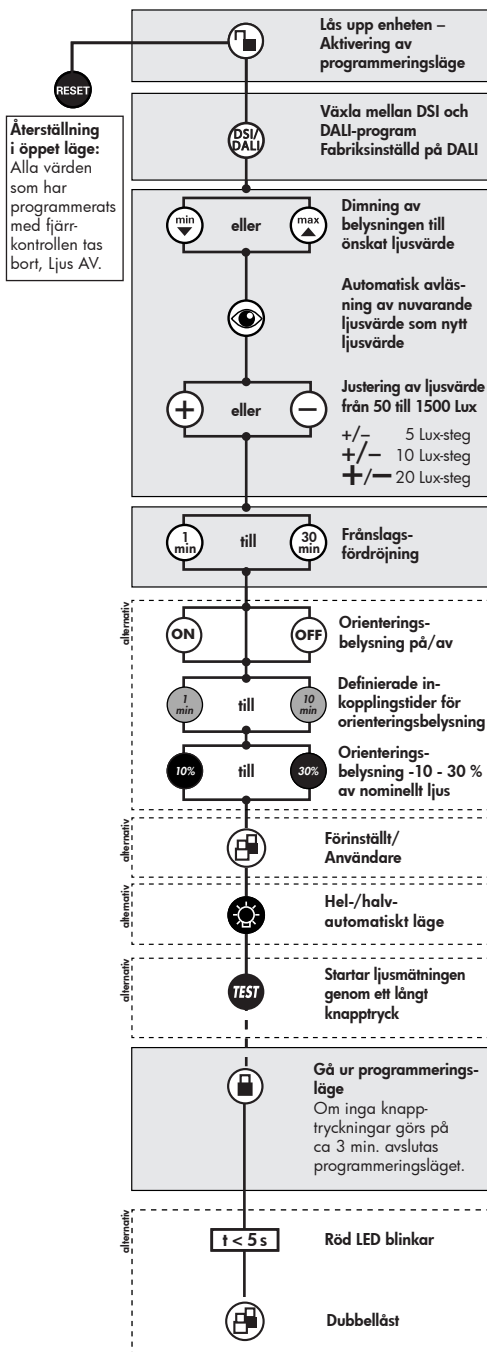 Lås upp enheten –
Aktivering av
programmeringsläge
RESET
Återställning
i öppet läge:
Alla värden
som har
programmerats
med fjärr-
kontrollen tas
bort, Ljus AV.
DSI/
DALI
Växla mellan DSI och
DALI-program
Fabriksinställd på DALI
min
eller
max
Dimning av
belysningen till
önskat ljusvärde
Automatisk avläs-
ning av nuvarande
ljusvärde som nytt
ljusvärde
+
eller
−
Justering av ljusvärde
från 50 till 1500 Lux
+/− 5 Lux-steg
+/− 10 Lux-steg
+/− 20 Lux-steg
1
min
till
30
min
Frånslags-
fördröjning
alternativ
ON
OFF
Orienterings-
belysning på/av
1
min
till
10
min
Definierade in-
kopplingstider för
orienteringsbelysning
10%
till
30%
Orienterings-
belysning -10 - 30 %
av nominellt ljus
alternativ
Förinställt/
Användare
alternativ
Hel-/halv-
automatiskt läge
alternativ
TEST
Startar ljusmätningen
genom ett långt
knapptryck
Gå ur programmerings-
läge
Om inga knapp-
tryckningar görs på
ca 3 min. avslutas
programmeringsläget.
alternativ
t < 5 s
Röd LED blinkar
Dubbellåst